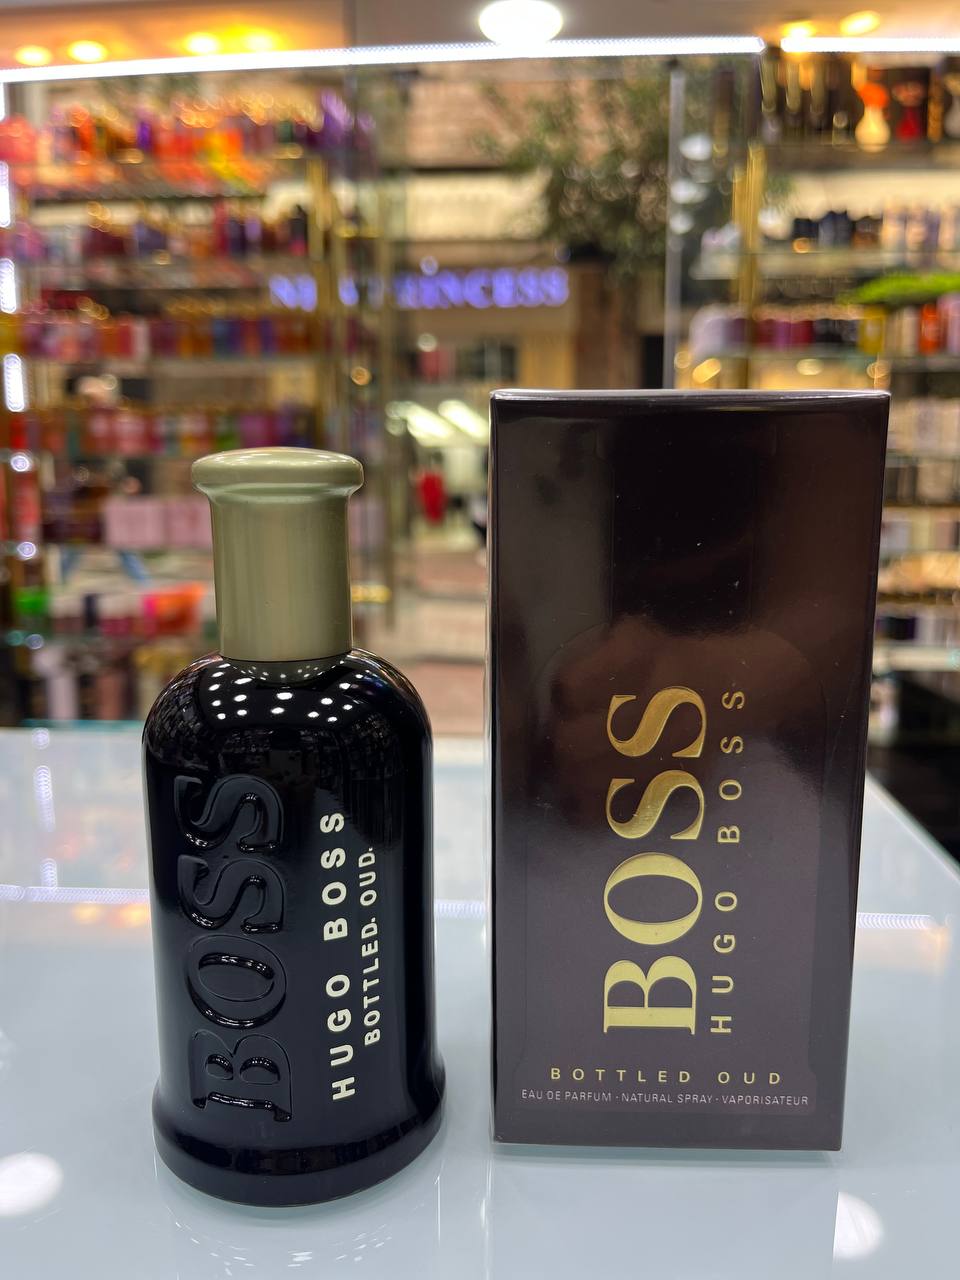 BOSS
HUGO BOSS
BOTTLED. OUD.
BOSS
HUGO BOSS
BOTTLED OUD
EAU DE PARFUM · NATURAL SPRAY · VAPORISATEUR